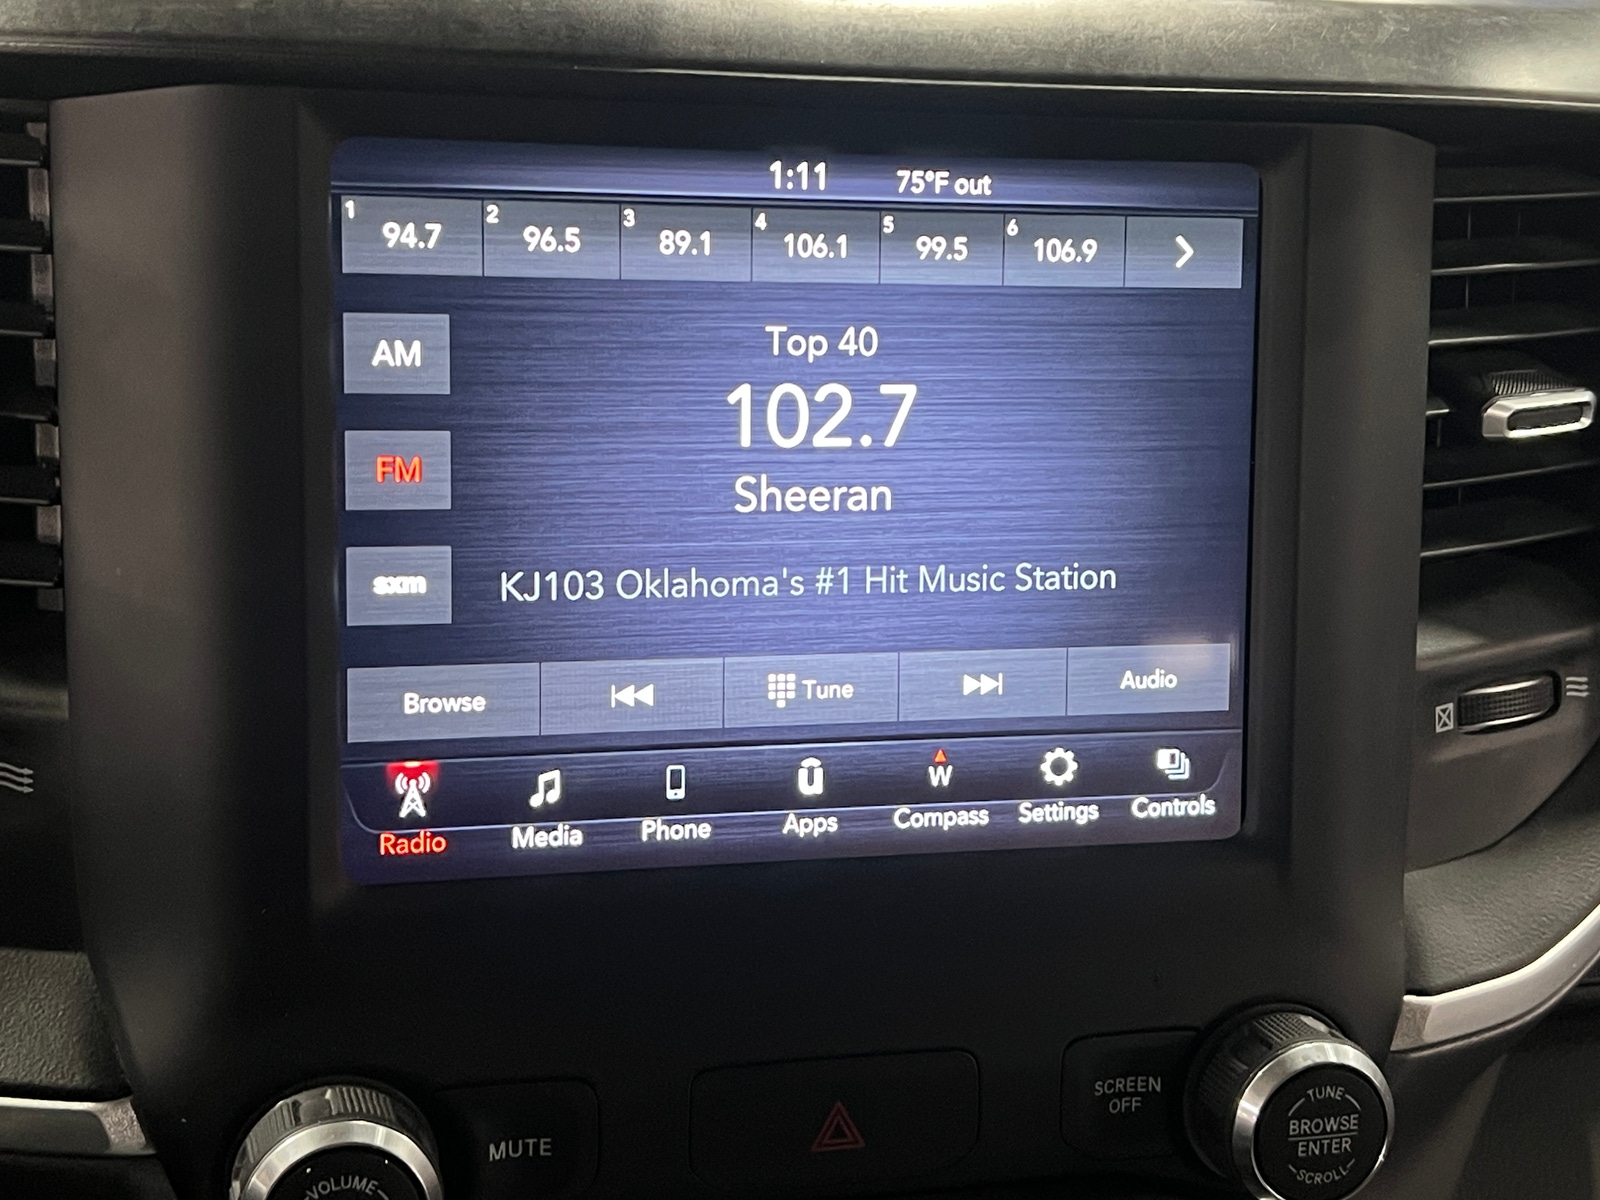 1:11 75°F out
1 94.7 2 96.5 3 89.1 4 106.1 5 99.5 6 106.9
AM
Top 40
102.7
FM
Sheeran
sxm
KJ103 Oklahoma's #1 Hit Music Station
Browse Tune Audio
W
Radio Media Phone Apps Compass Settings Controls
SCREEN
OFF
MUTE
VOLUME
TUNE
BROWSE
ENTER
SCROLL